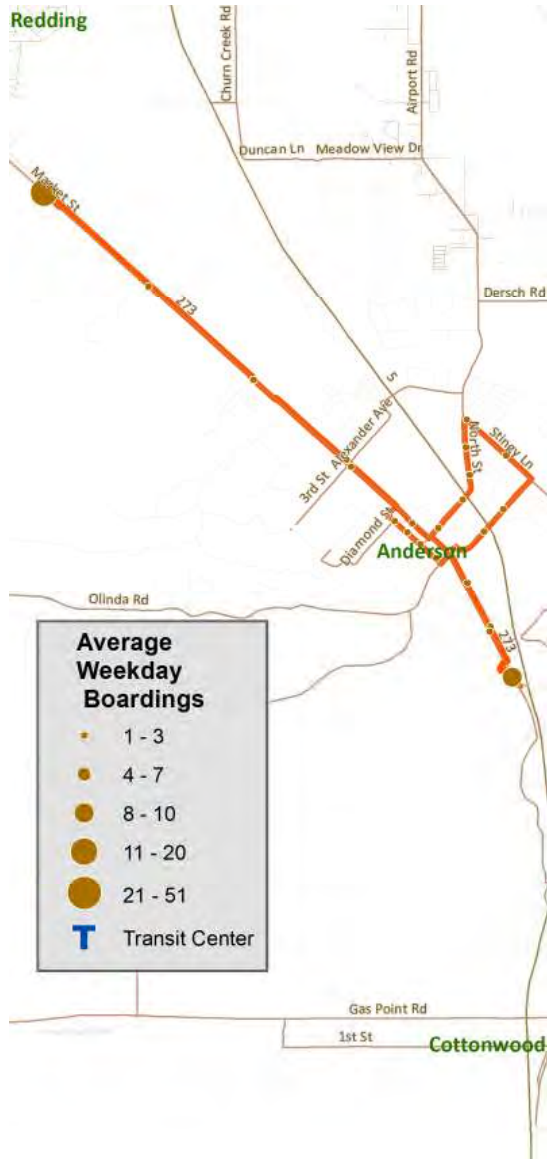 Redding
Churn Creek Rd
Airport Rd
Duncan Ln
Meadow View Dr
Market St
273
Dersch Rd
5
Alexander Ave
3rd St
North St
Stingy Ln
Diamond St
Anderson
Olinda Rd
273
Average
Weekday
Boardings
1 - 3
4 - 7
8 - 10
11 - 20
21 - 51
T Transit Center
Gas Point Rd
1st St
Cottonwood